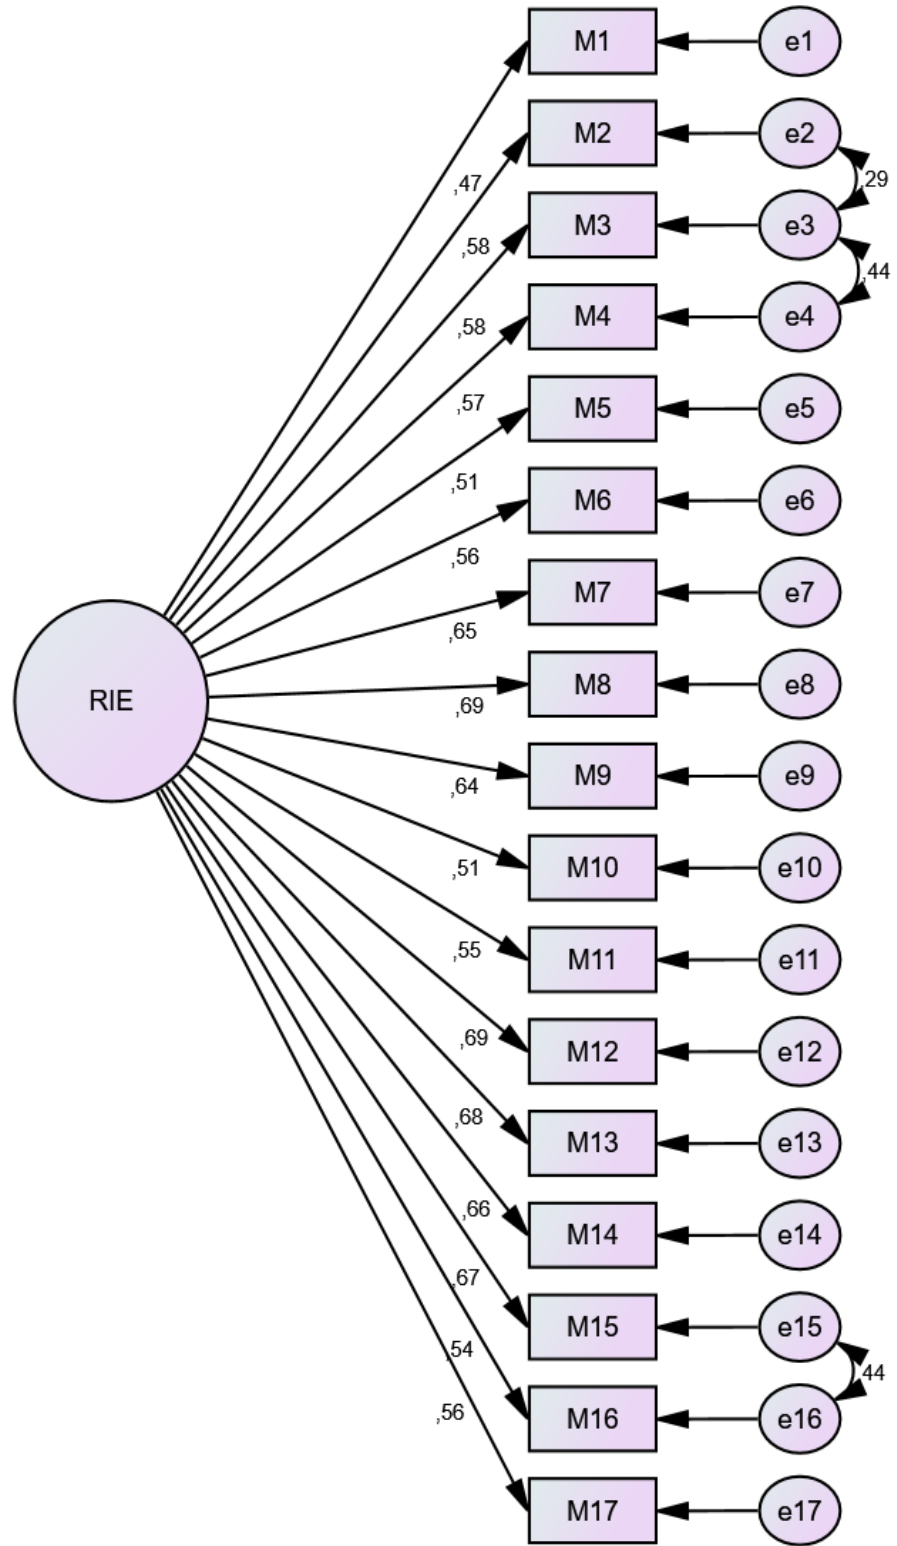 M1
e1
M2
e2
,47
,29
M3
e3
,58
,44
M4
e4
,58
M5
e5
,57
,51
M6
e6
,56
M7
e7
,65
RIE
M8
e8
,69
M9
e9
,64
M10
e10
,51
M11
e11
,55
M12
e12
,69
M13
e13
,68
M14
e14
,66
,67
M15
e15
,54
,44
M16
e16
,56
M17
e17